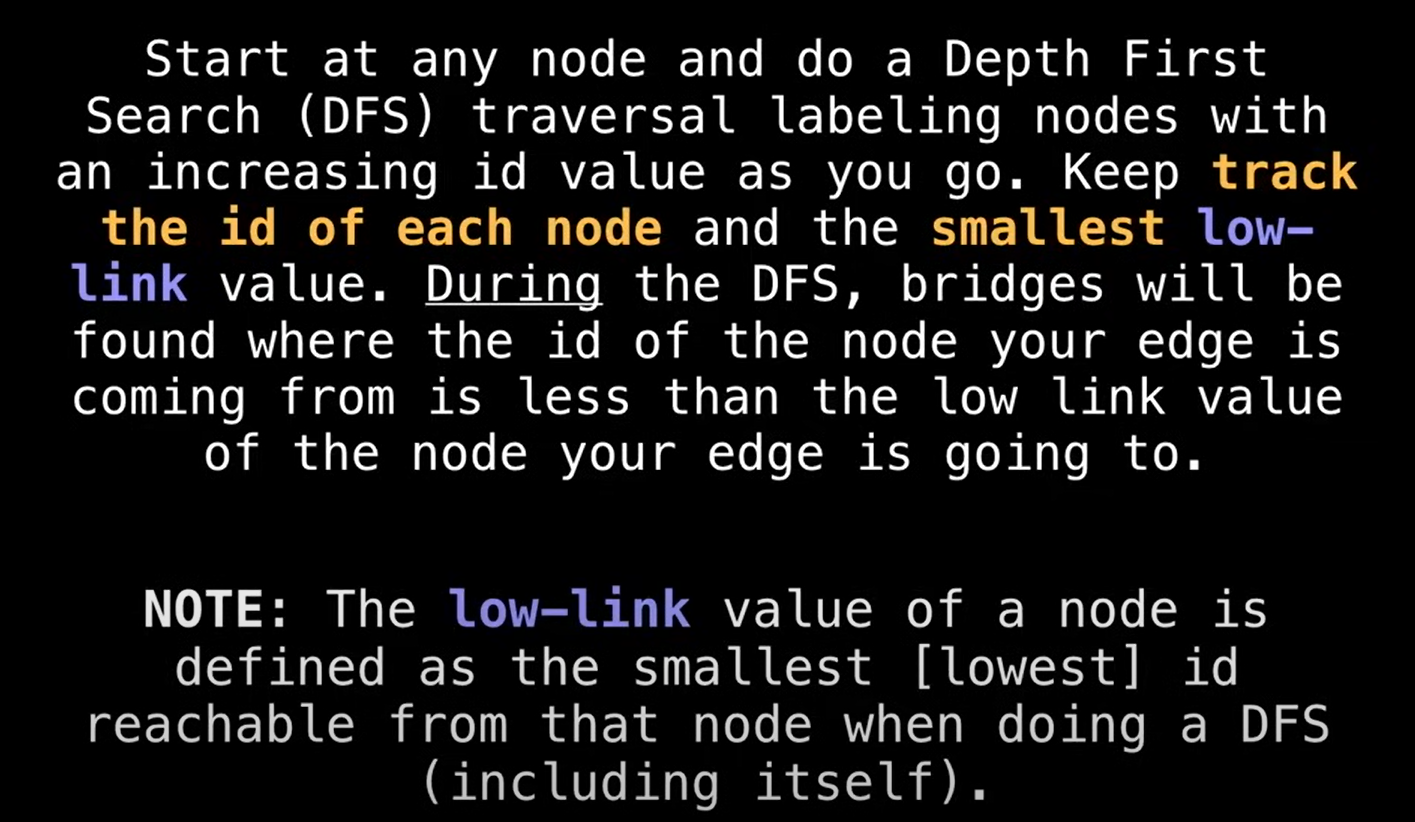 Start at any node and do a Depth First
Search (DFS) traversal labeling nodes with
an increasing id value as you go. Keep track
the id of each node and the smallest low–
link value. During the DFS, bridges will be
found where the id of the node your edge is
coming from is less than the low link value
of the node your edge is going to.
NOTE: The low–link value of a node is
defined as the smallest [lowest] id
reachable from that node when doing a DFS
(including itself).